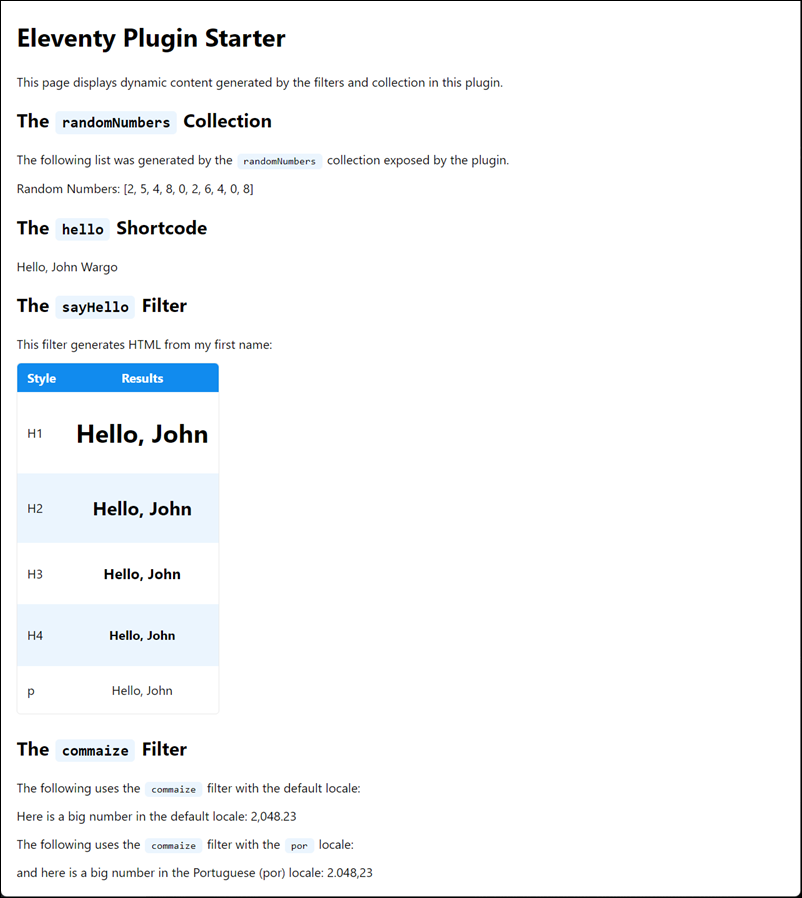 Eleventy Plugin Starter
This page displays dynamic content generated by the filters and collection in this plugin.
The randomNumbers Collection
The following list was generated by the randomNumbers collection exposed by the plugin.
Random Numbers: [2, 5, 4, 8, 0, 2, 6, 4, 0, 8]
The hello Shortcode
Hello, John Wargo
The sayHello Filter
This filter generates HTML from my first name:
Style Results
H1 Hello, John
H2 Hello, John
H3 Hello, John
H4 Hello, John
p Hello, John
The commaize Filter
The following uses the commaize filter with the default locale:
Here is a big number in the default locale: 2,048.23
The following uses the commaize filter with the por locale:
and here is a big number in the Portuguese (por) locale: 2.048,23